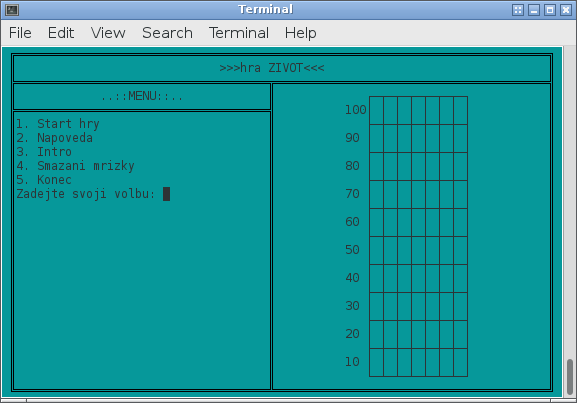 Terminal
File Edit View Search Terminal Help
>>>hra ZIVOT<<<
..::MENU::..
1. Start hry
2. Napoveda
3. Intro
4. Smazani mrizky
5. Konec
Zadejte svoji volbu:
100
90
80
70
60
50
40
30
20
10